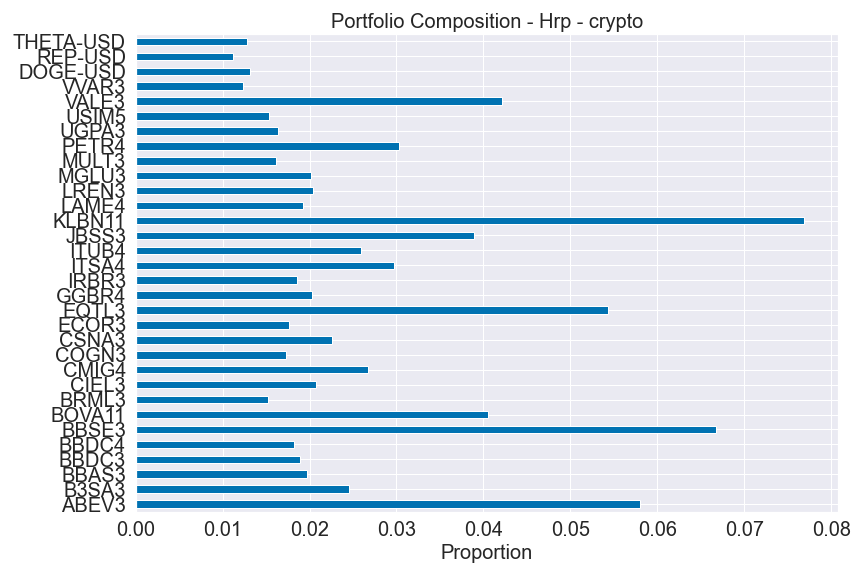 Portfolio Composition - Hrp - crypto
THETA-USD
REP-USD
DOGE-USD
VVAR3
VALE3
USIM5
UGPA3
PETR4
MULT3
MGLU3
LREN3
LAME4
KLBN11
JBSS3
ITUB4
ITSA4
IRBR3
GGBR4
EQTL3
ECOR3
CSNA3
COGN3
CMIG4
CIEL3
BRML3
BOVA11
BBSE3
BBDC4
BBDC3
BBAS3
B3SA3
ABEV3
0.00 0.01 0.02 0.03 0.04 0.05 0.06 0.07 0.08
Proportion